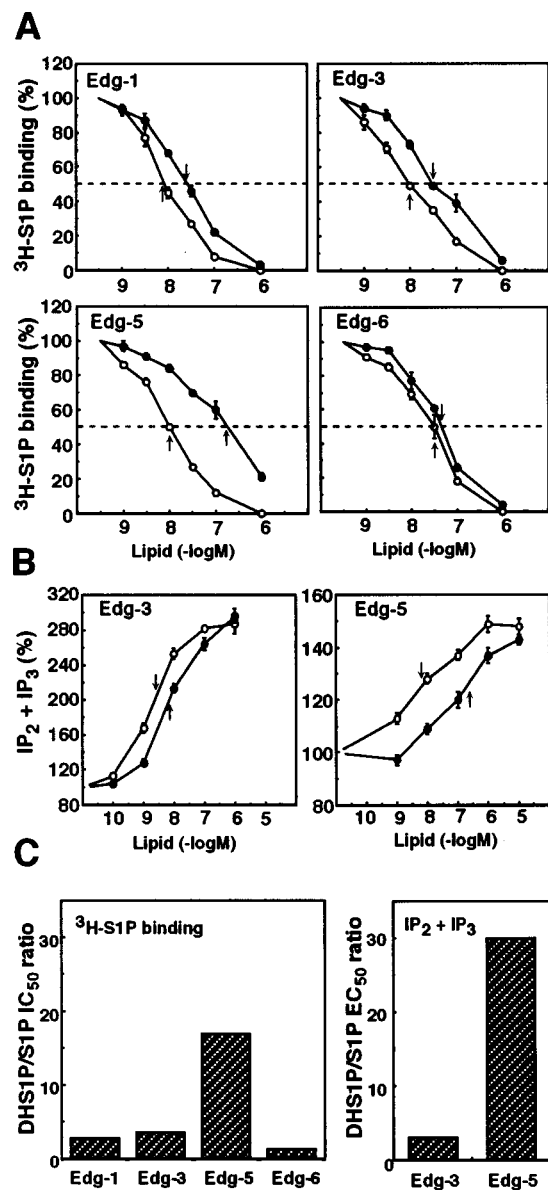 A
Edg-1
Edg-3
³H-S1P binding (%)
120
100
80
60
40
20
0
9 8 7 6
9 8 7 6
Edg-5
Edg-6
³H-S1P binding (%)
120
100
80
60
40
20
0
9 8 7 6
9 8 7 6
Lipid (-logM)
Lipid (-logM)
B
Edg-3
Edg-5
IP₂ + IP₃ (%)
320
280
240
200
160
120
80
160
140
120
100
80
10 9 8 7 6 5
10 9 8 7 6 5
Lipid (-logM)
Lipid (-logM)
C
³H-S1P binding
IP₂ + IP₃
DHS1P/S1P IC₅₀ ratio
30
20
10
0
Edg-1 Edg-3 Edg-5 Edg-6
DHS1P/S1P EC₅₀ ratio
30
20
10
0
Edg-3 Edg-5